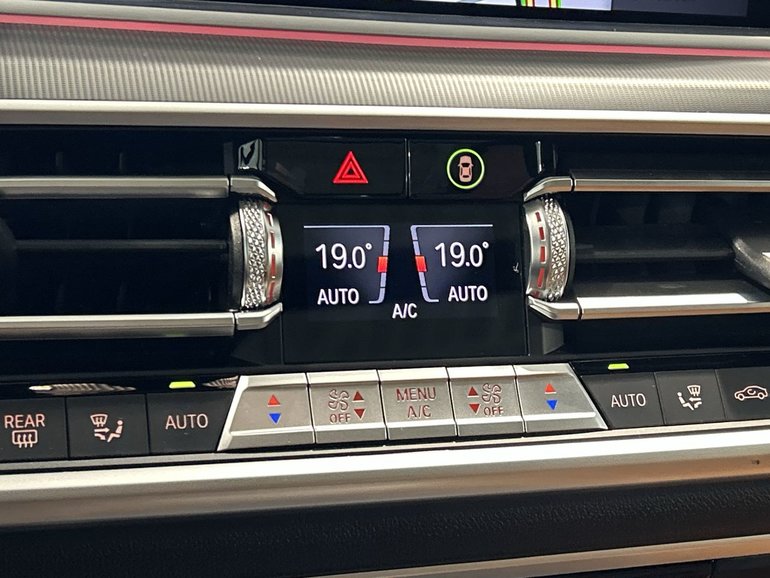 19.0° 19.0°
AUTO AUTO
A/C
REAR AUTO OFF MENU OFF AUTO
A/C